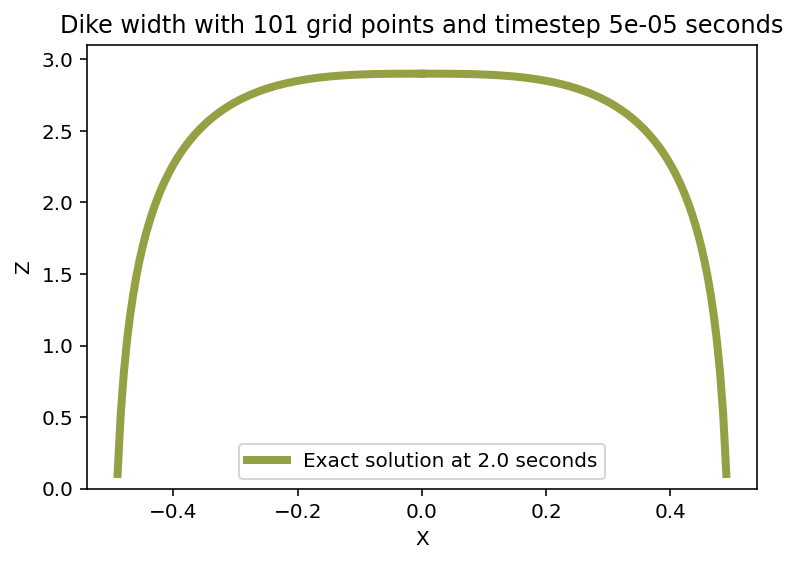 Dike width with 101 grid points and timestep 5e-05 seconds
3.0
2.5
2.0
1.5
1.0
0.5
0.0
Z
Exact solution at 2.0 seconds
−0.4 −0.2 0.0 0.2 0.4
X